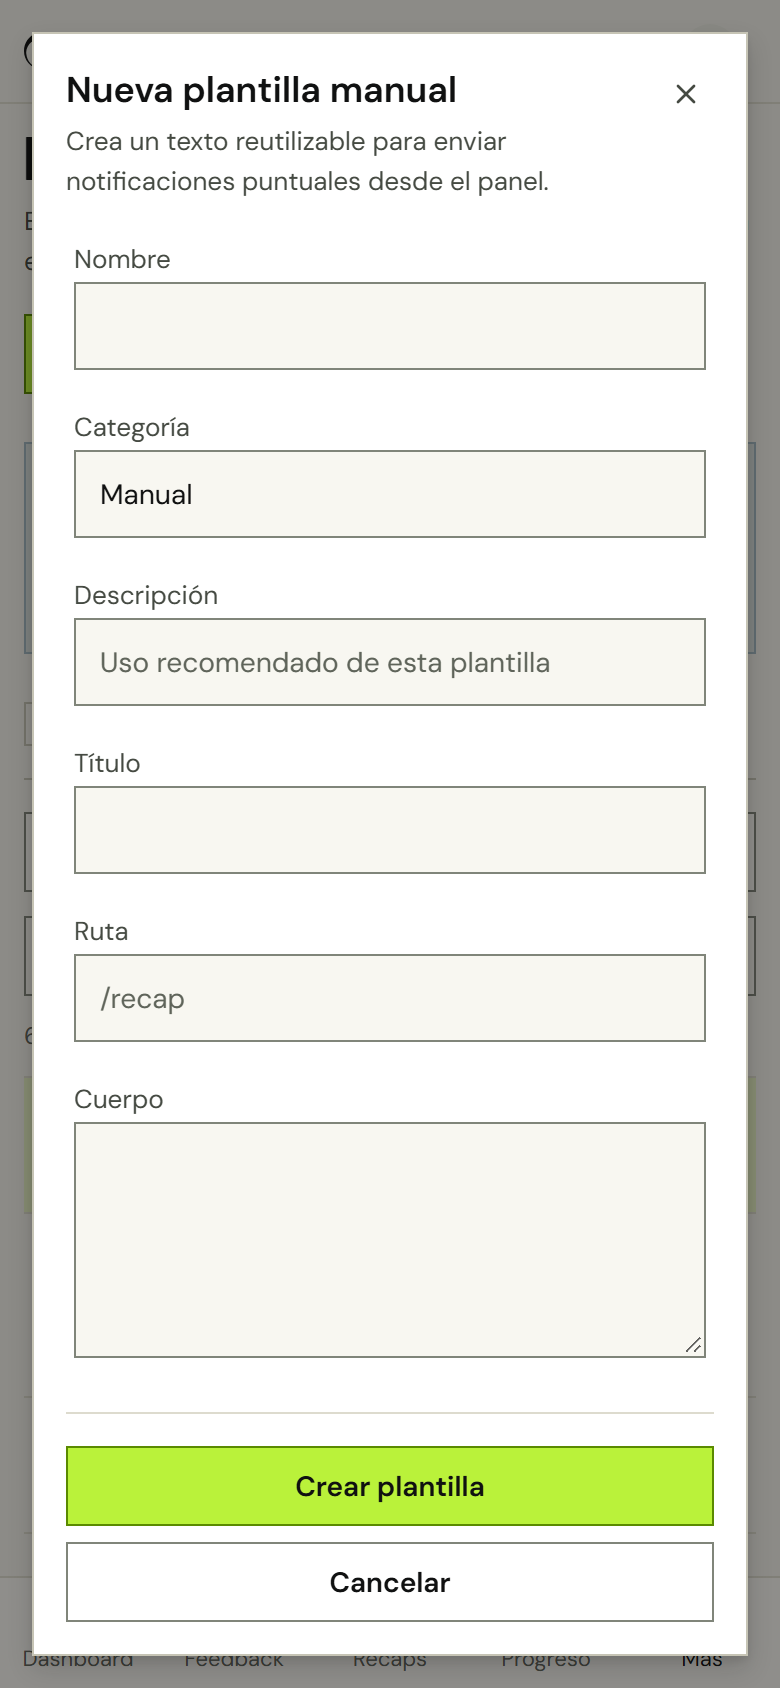 Nueva plantilla manual
Crea un texto reutilizable para enviar
notificaciones puntuales desde el panel.
Nombre
Categoría
Manual
Descripción
Uso recomendado de esta plantilla
Título
Ruta
/recap
Cuerpo
Crear plantilla
Cancelar
Dashboard Feedback Recaps Progreso Más